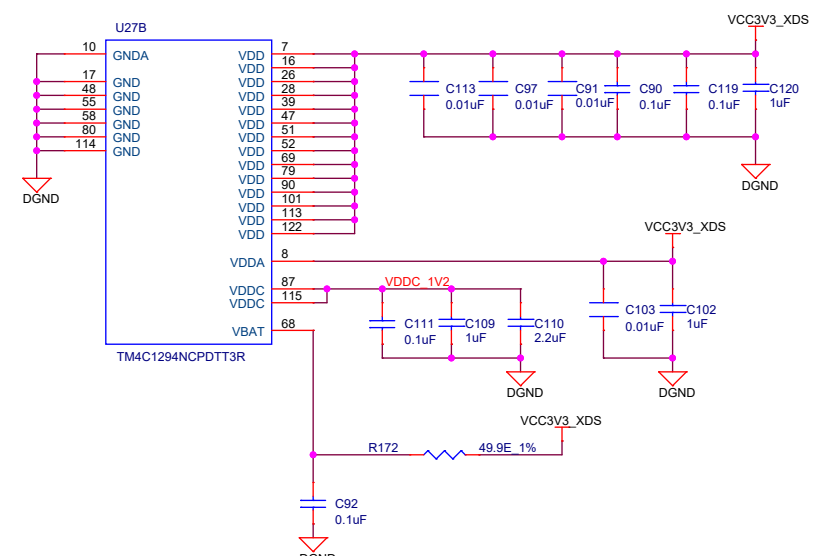 VCC3V3_XDS
U27B
10 GNDA VDD 7
VDD 16
17 GND VDD 26
48 GND VDD 28
55 GND VDD 39
58 GND VDD 47
80 GND VDD 51
114 GND VDD 52
VDD 69
VDD 79
VDD 90
VDD 101
VDD 113
VDD 122
C113 C97 C91 C90 C119 C120
0.01uF 0.01uF 0.01uF 0.1uF 0.1uF 1uF
DGND
DGND
VCC3V3_XDS
VDDA 8
VDDC 87 VDDC_1V2
VDDC 115
C103 C102
0.01uF 1uF
C111 C109 C110
0.1uF 1uF 2.2uF
VBAT 68
TM4C1294NCPDTT3R
DGND DGND
VCC3V3_XDS
R172 49.9E_1%
C92
0.1uF
DGND